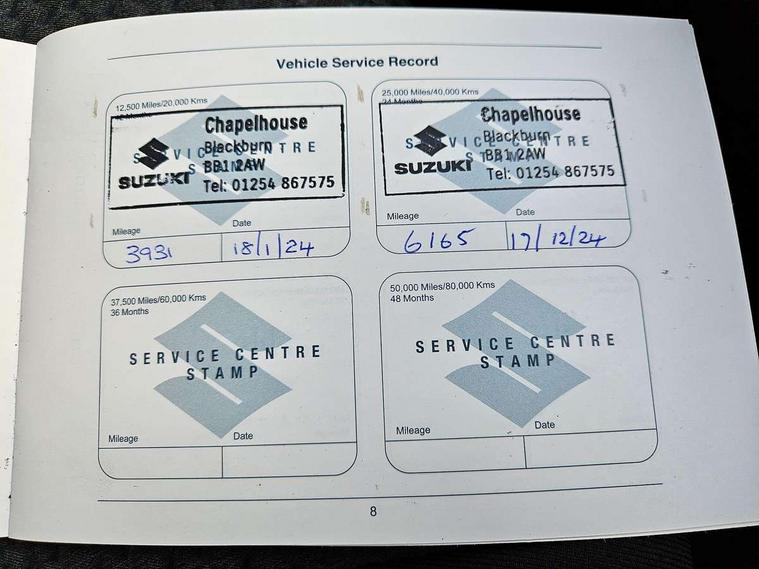 Vehicle Service Record
12,500 Miles/20,000 Kms
12 Months
SERVICE CENTRE
STAMP
Chapelhouse
Blackburn
BB1 2AW
SUZUKI
Tel: 01254 867575
Mileage
Date
3931
18/1/24
25,000 Miles/40,000 Kms
24 Months
SERVICE CENTRE
STAMP
Chapelhouse
Blackburn
BB1 2AW
SUZUKI
Tel: 01254 867575
Mileage
Date
6165
17/12/24
37,500 Miles/60,000 Kms
36 Months
SERVICE CENTRE
STAMP
Mileage
Date
50,000 Miles/80,000 Kms
48 Months
SERVICE CENTRE
STAMP
Mileage
Date
8